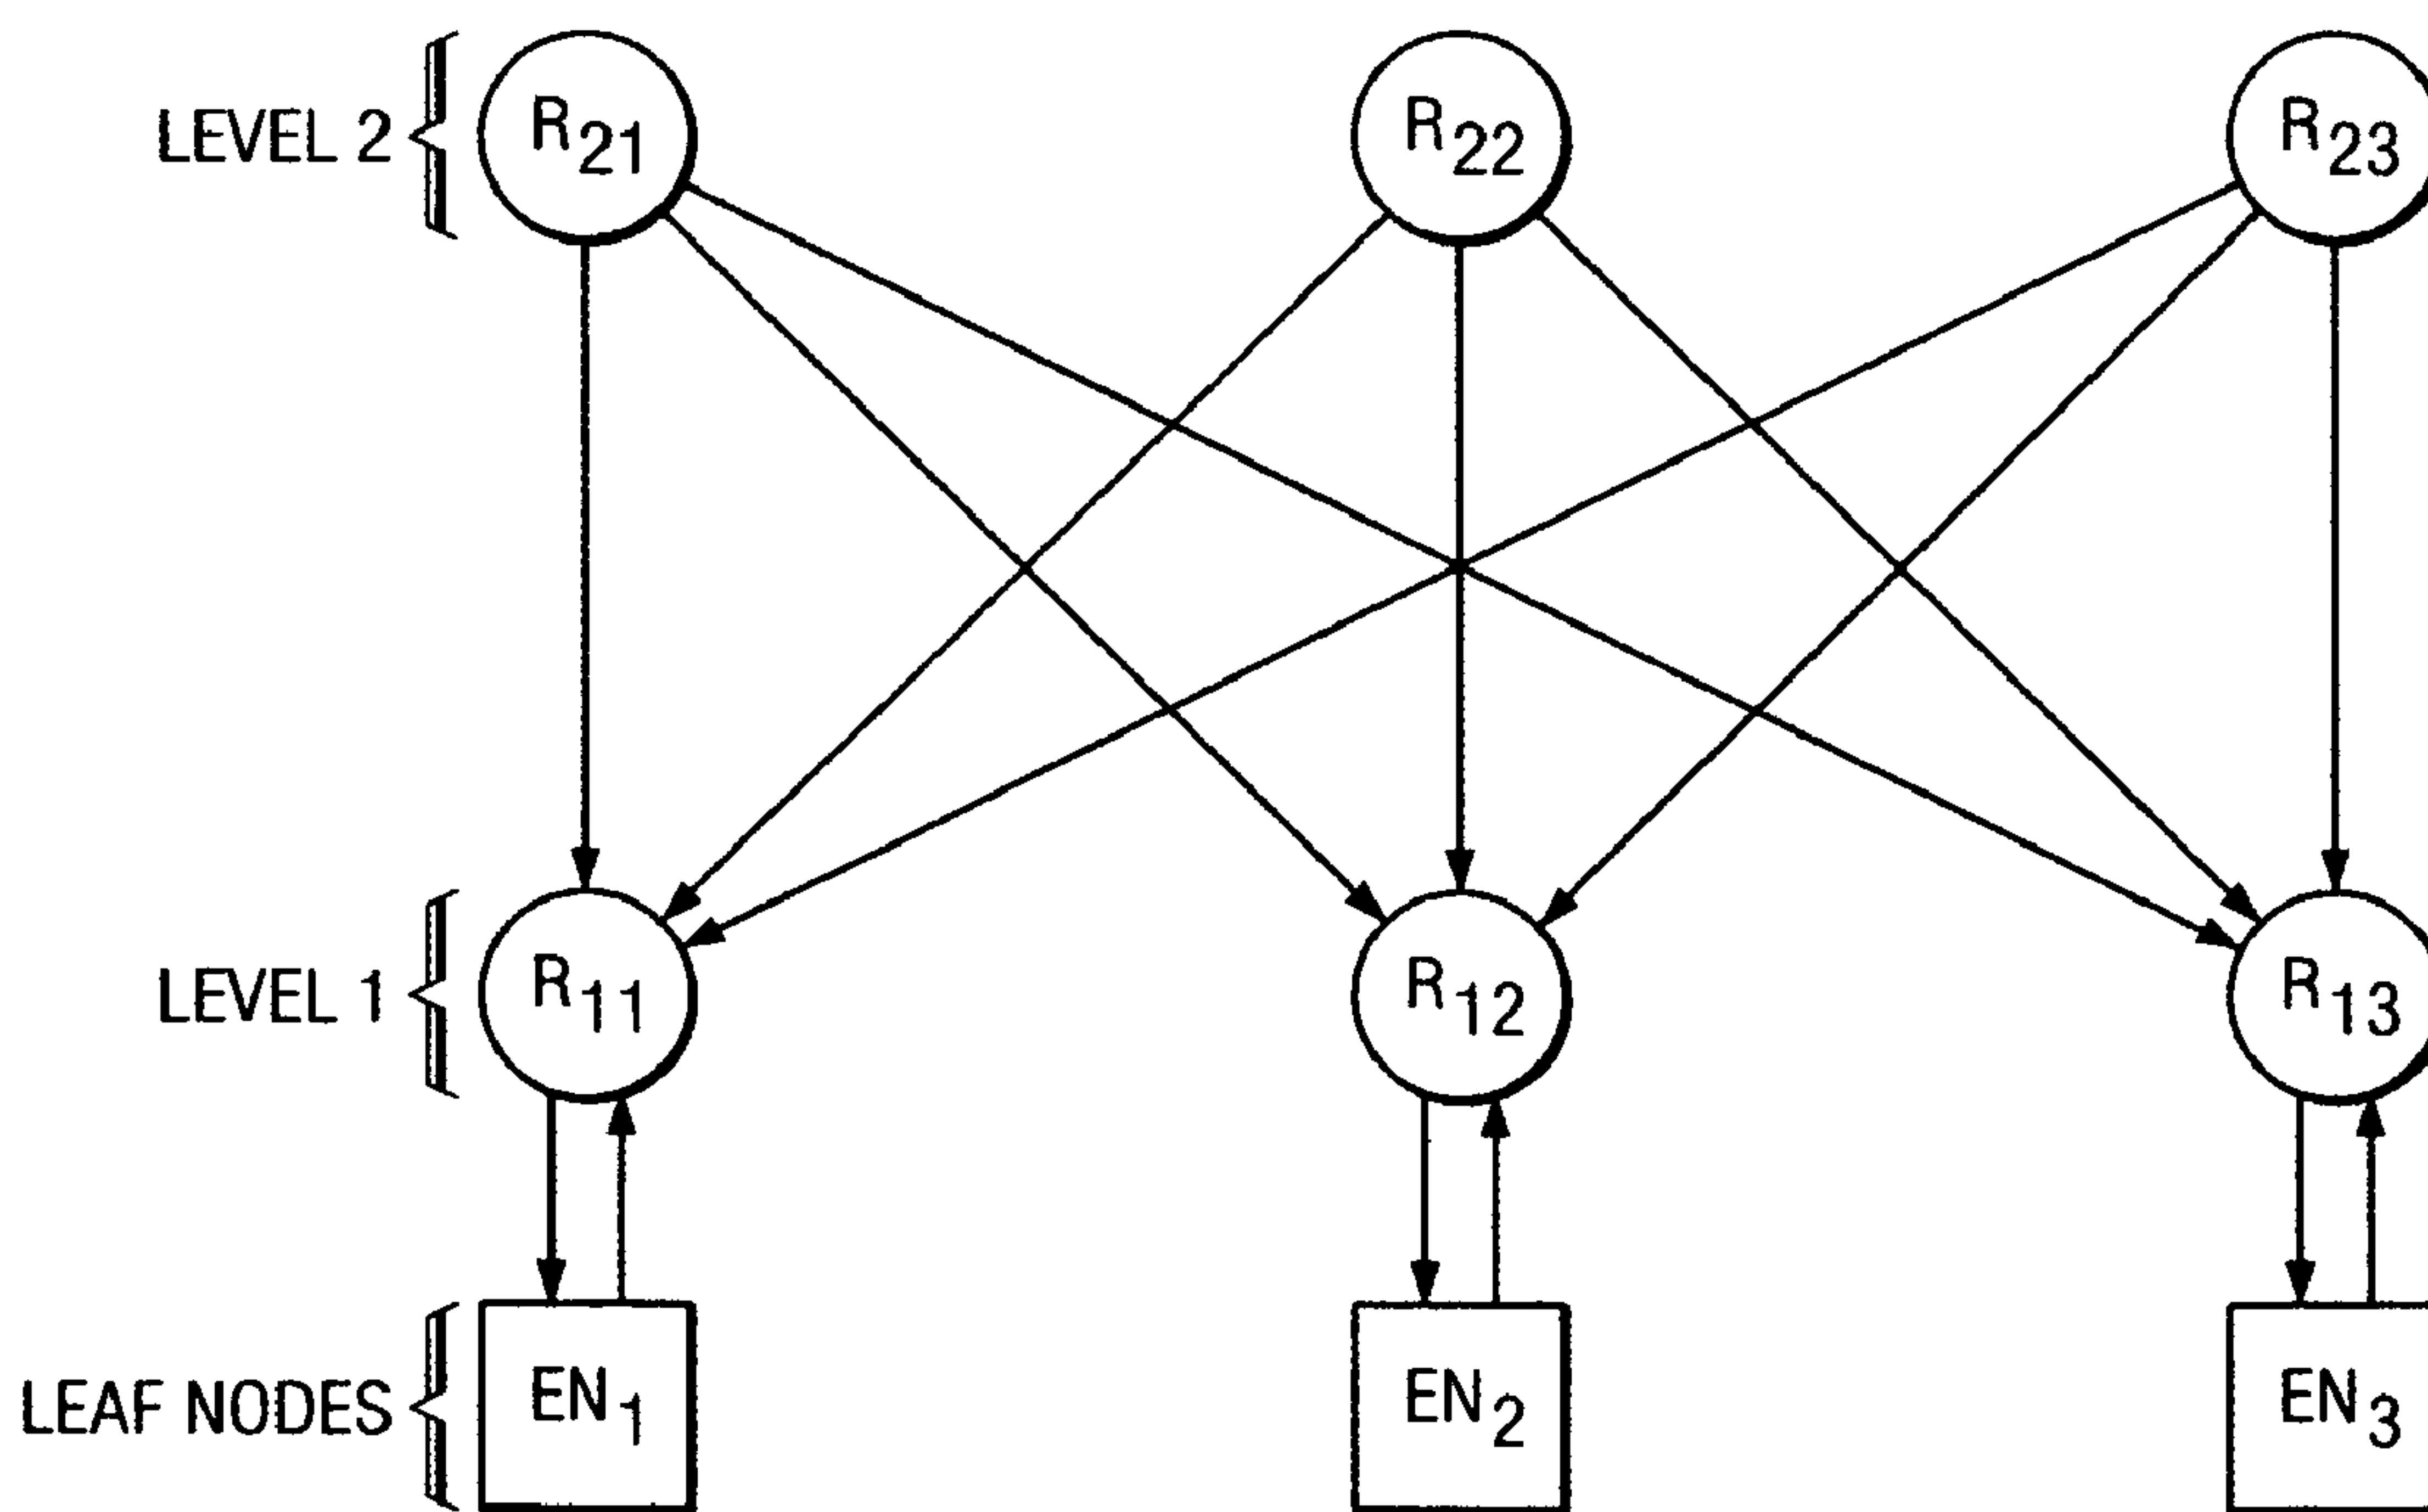 LEVEL 2 R21 R22 R23
LEVEL 1 R11 R12 R13
LEAF NODES EN1 EN2 EN3